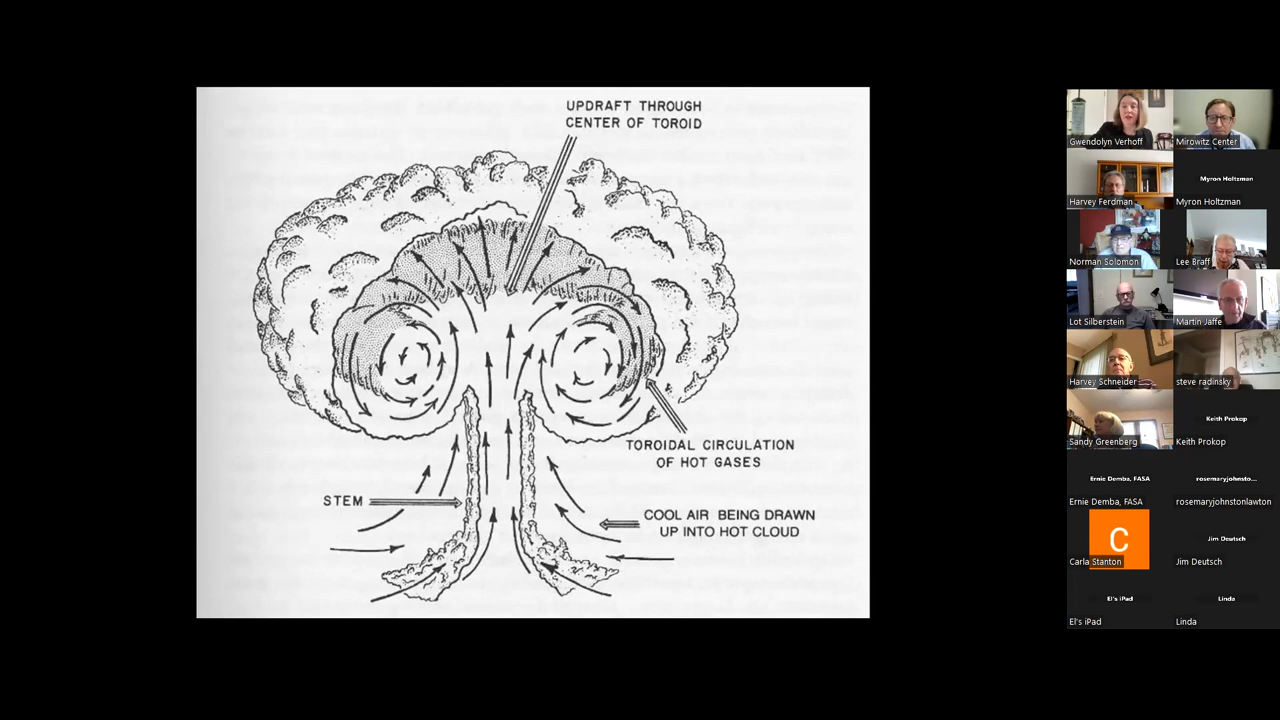 UPDRAFT THROUGH
CENTER OF TOROID
TOROIDAL CIRCULATION
OF HOT GASES
STEM
COOL AIR BEING DRAWN
UP INTO HOT CLOUD
Gwendolyn Verhoff
Mirowitz Center
Harvey Ferdman
Myron Holtzman
Myron Holtzman
Norman Solomon
Lee Braff
Lot Silberstein
Martin Jaffe
Harvey Schneider
steve radinsky
Sandy Greenberg
Keith Prokop
Keith Prokop
Ernie Demba, FASA
Ernie Demba, FASA
rosemaryjohnsto...
rosemaryjohnstonlawton
C
Carla Stanton
Jim Deutsch
Jim Deutsch
El's iPad
El's iPad
Linda
Linda